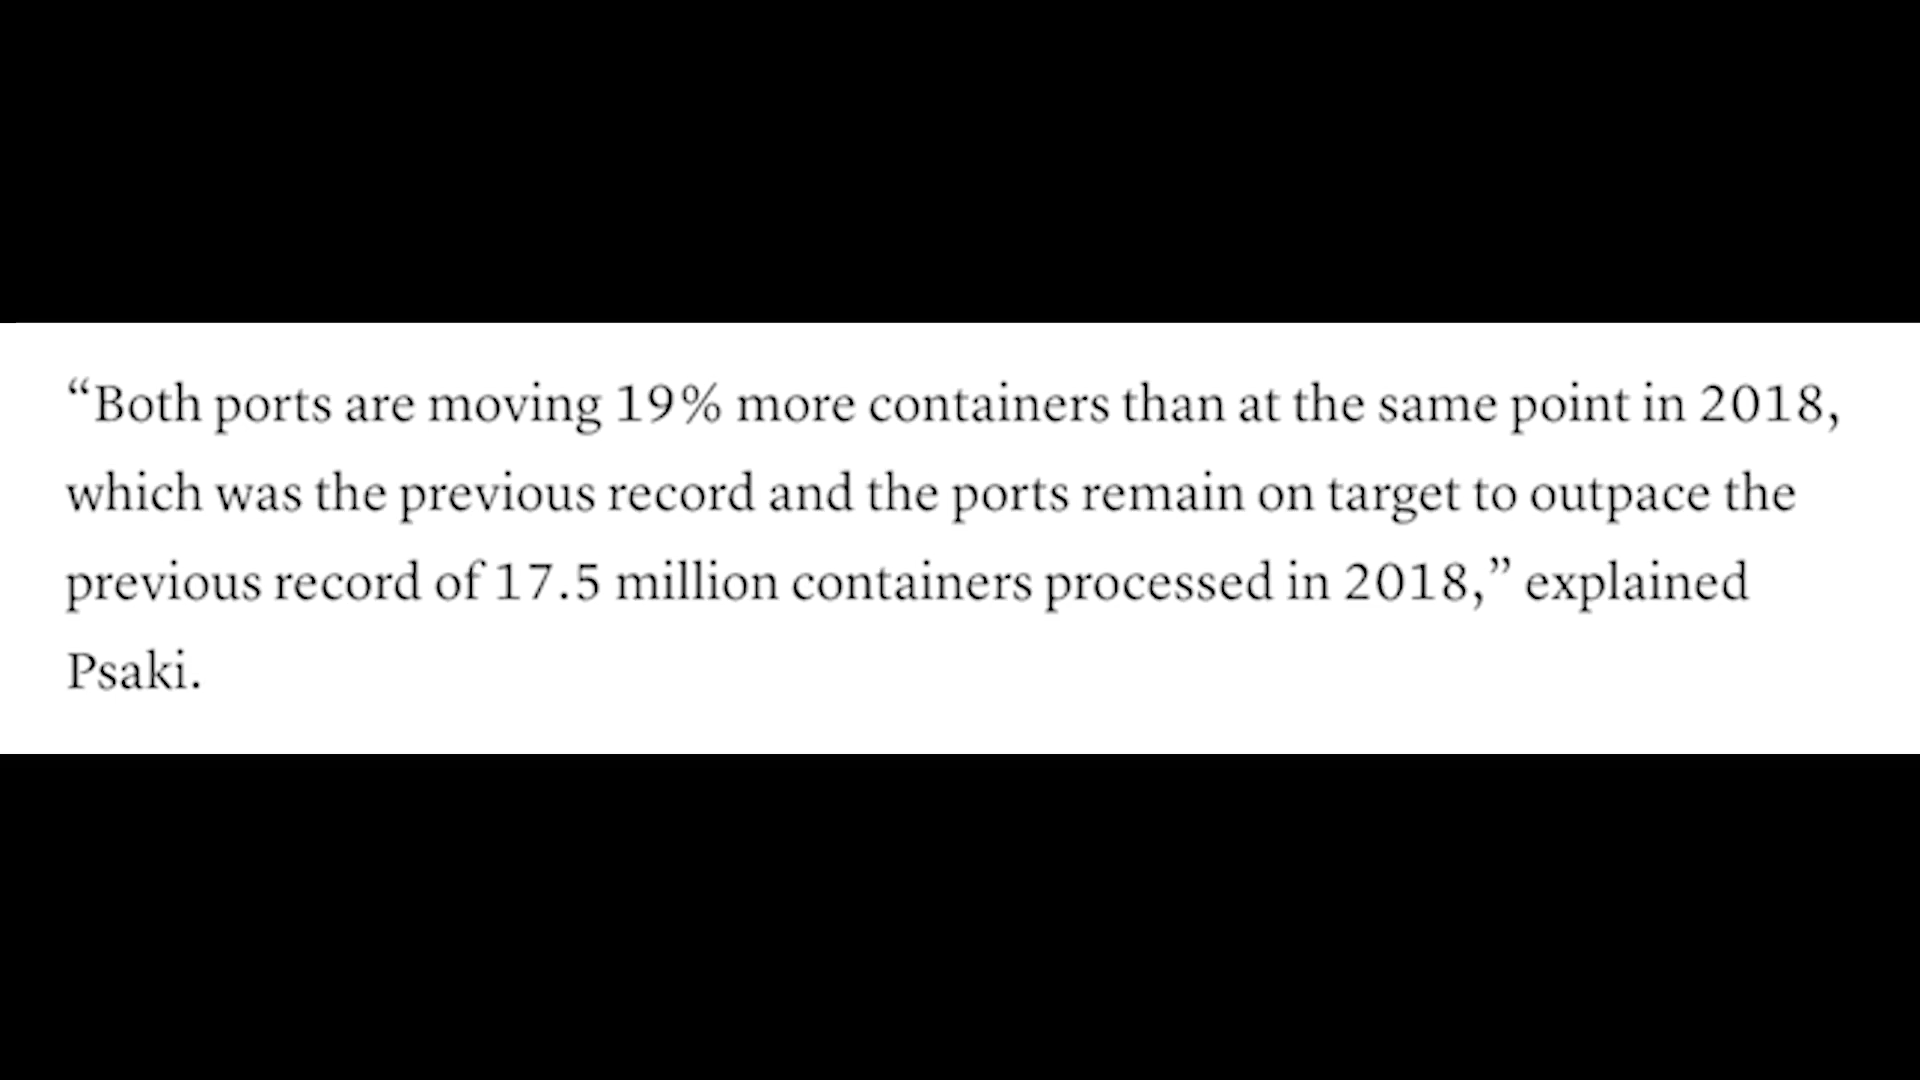 “Both ports are moving 19% more containers than at the same point in 2018,
which was the previous record and the ports remain on target to outpace the
previous record of 17.5 million containers processed in 2018,” explained
Psaki.